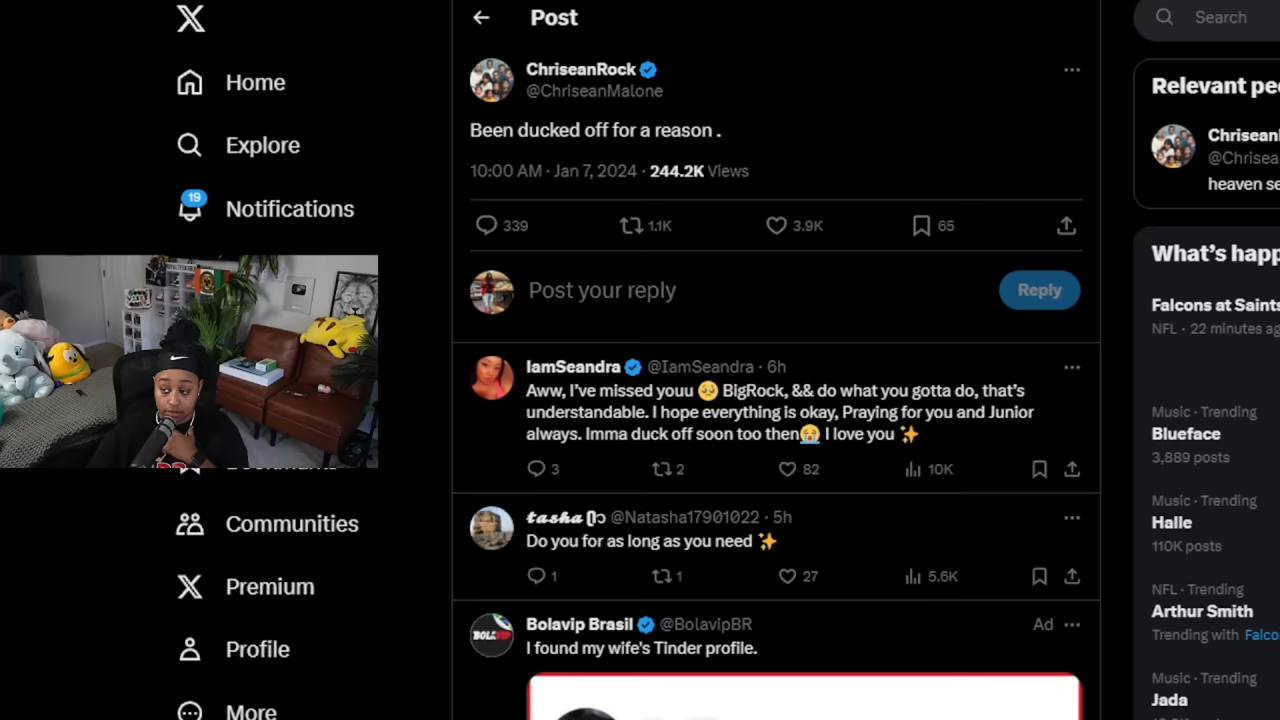 Home
Explore
19
Notifications
Communities
Premium
Profile
More
Post
ChriseanRock
@ChriseanMalone
Been ducked off for a reason .
10:00 AM · Jan 7, 2024 · 244.2K Views
339 1.1K 3.9K 65
Post your reply
Reply
IamSeandra @IamSeandra · 6h
Aww, I've missed youu 🥺 BigRock, && do what you gotta do, that's
understandable. I hope everything is okay, Praying for you and Junior
always. Imma duck off soon too then😭 I love you ✨
3 2 82 10K
@Natasha17901022 · 5h
Do you for as long as you need ✨
1 1 27 5.6K
Bolavip Brasil @BolavipBR Ad
I found my wife's Tinder profile.
BOLAVIP
Search
Relevant pe
Chrisean
@Chrisea
heaven se
What's happ
Falcons at Saints
NFL · 22 minutes ag
Music · Trending
Blueface
3,889 posts
Music · Trending
Halle
110K posts
NFL · Trending
Arthur Smith
Trending with Falco
Music · Trending
Jada